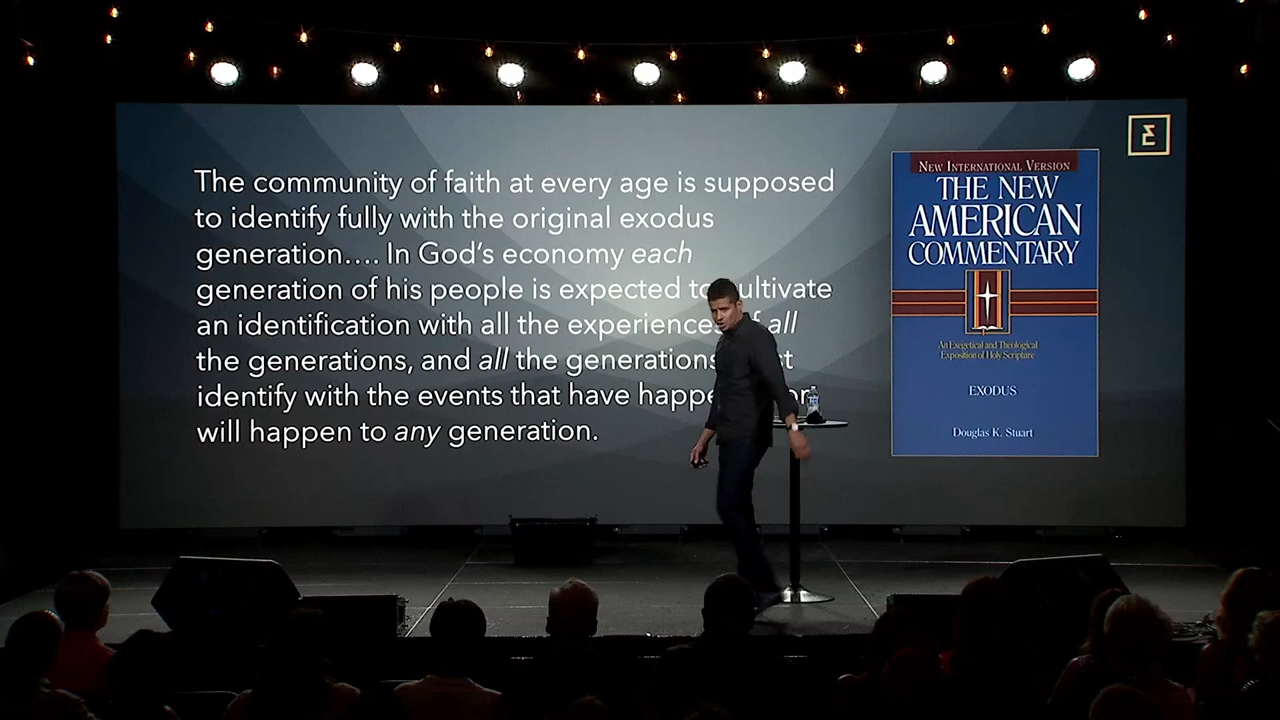 The community of faith at every age is supposed
to identify fully with the original exodus
generation…. In God's economy each
generation of his people is expected to cultivate
an identification with all the experiences of all
the generations, and all the generations
identify with the events that have
will happen to any generation.
NEW INTERNATIONAL VERSION
THE NEW
AMERICAN
COMMENTARY
An Exegetical and Theological
Exposition of Holy Scripture
EXODUS
Douglas K. Stuart